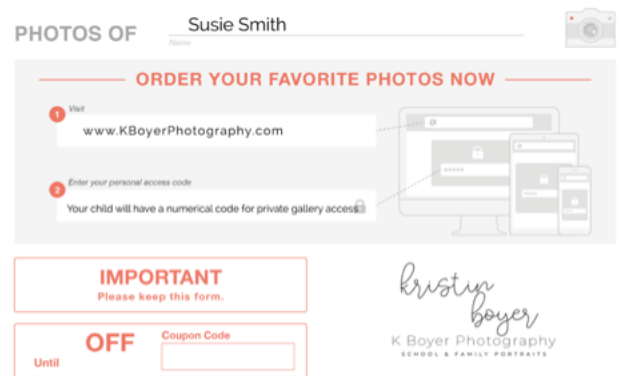 PHOTOS OF Susie Smith
Name
ORDER YOUR FAVORITE PHOTOS NOW
1 Visit
www.KBoyerPhotography.com
2 Enter your personal access code
Your child will have a numerical code for private gallery access
IMPORTANT
Please keep this form.
OFF Coupon Code
Until
kristin
boyer
K Boyer Photography
SCHOOL & FAMILY PORTRAITS